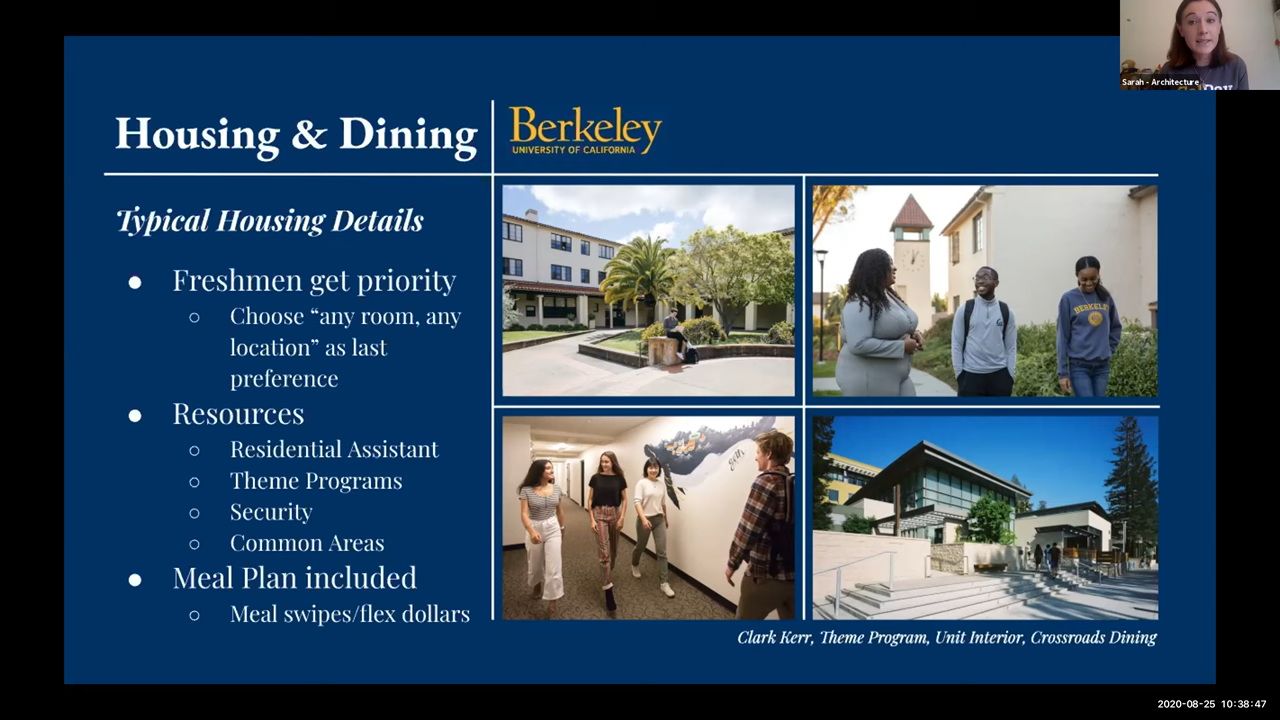 Sarah - Architecture
Housing & Dining
Berkeley
UNIVERSITY OF CALIFORNIA
Typical Housing Details
● Freshmen get priority
○ Choose “any room, any
location” as last
preference
● Resources
○ Residential Assistant
○ Theme Programs
○ Security
○ Common Areas
● Meal Plan included
○ Meal swipes/flex dollars
BERKELEY
Clark Kerr, Theme Program, Unit Interior, Crossroads Dining
2020-08-25 10:38:47